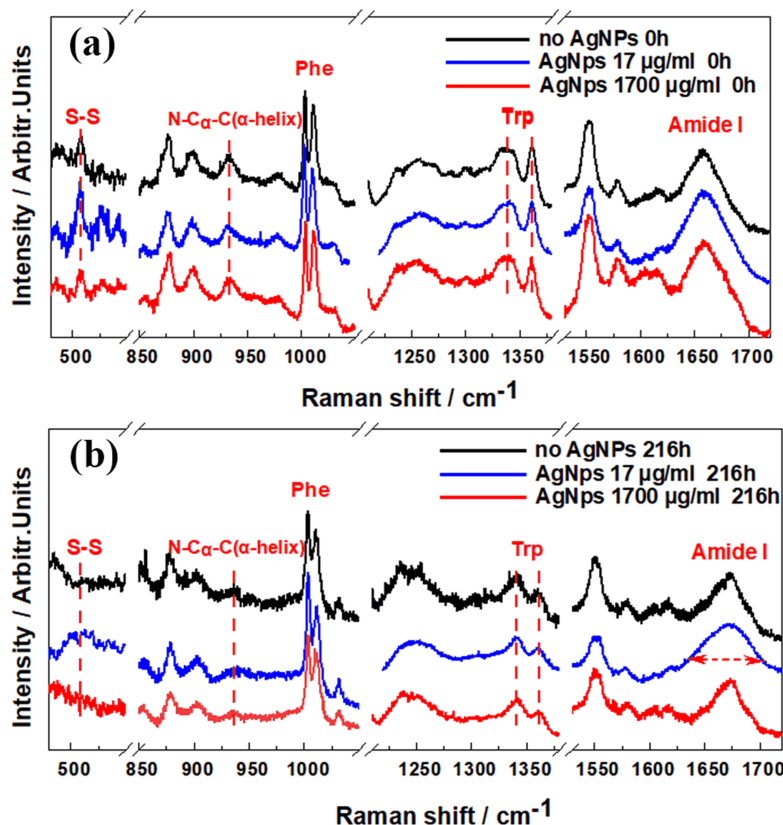 (a)
no AgNPs 0h
AgNps 17 µg/ml 0h
AgNPs 1700 µg/ml 0h
Phe
S-S
N-Cα-C(α-helix)
Trp
Amide I
Intensity / Arbitr.Units
500 850 900 950 1000 1250 1300 1350 1550 1600 1650 1700
Raman shift / cm-1
(b)
no AgNPs 216h
AgNps 17 µg/ml 216h
AgNPs 1700 µg/ml 216h
Phe
S-S
N-Cα-C(α-helix)
Trp
Amide I
Intensity / Arbitr.Units
500 850 900 950 1000 1250 1300 1350 1550 1600 1650 1700
Raman shift / cm-1